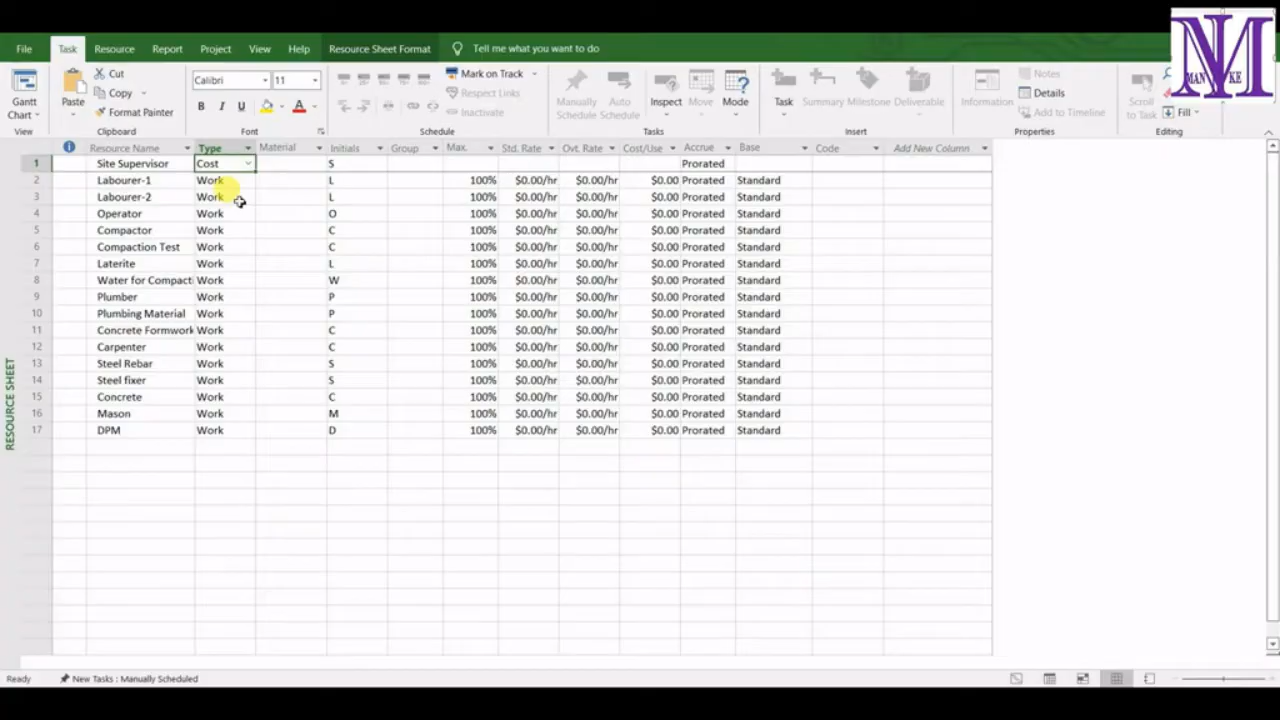 File Task Resource Report Project View Help Resource Sheet Format Tell me what you want to do
MI
MAN KE
Gantt Chart
View
Paste
Cut
Copy
Format Painter
Clipboard
Calibri 11
B I U A
Font
Mark on Track
Respect Links
Inactivate
Schedule
Manually Schedule
Auto Schedule
Inspect
Move
Mode
Tasks
Task
Summary
Milestone
Deliverable
Insert
Information
Notes
Details
Add to Timeline
Properties
Scroll to Task
Fill
Editing
Resource Name Type Material Initials Group Max. Std. Rate Ovt. Rate Cost/Use Accrue Base Code Add New Column
1 Site Supervisor Cost S Prorated
2 Labourer-1 Work L 100% $0.00/hr $0.00/hr $0.00 Prorated Standard
3 Labourer-2 Work L 100% $0.00/hr $0.00/hr $0.00 Prorated Standard
4 Operator Work O 100% $0.00/hr $0.00/hr $0.00 Prorated Standard
5 Compactor Work C 100% $0.00/hr $0.00/hr $0.00 Prorated Standard
6 Compaction Test Work C 100% $0.00/hr $0.00/hr $0.00 Prorated Standard
7 Laterite Work L 100% $0.00/hr $0.00/hr $0.00 Prorated Standard
8 Water for Compacti Work W 100% $0.00/hr $0.00/hr $0.00 Prorated Standard
9 Plumber Work P 100% $0.00/hr $0.00/hr $0.00 Prorated Standard
10 Plumbing Material Work P 100% $0.00/hr $0.00/hr $0.00 Prorated Standard
11 Concrete Formwork Work C 100% $0.00/hr $0.00/hr $0.00 Prorated Standard
12 Carpenter Work C 100% $0.00/hr $0.00/hr $0.00 Prorated Standard
13 Steel Rebar Work S 100% $0.00/hr $0.00/hr $0.00 Prorated Standard
14 Steel fixer Work S 100% $0.00/hr $0.00/hr $0.00 Prorated Standard
15 Concrete Work C 100% $0.00/hr $0.00/hr $0.00 Prorated Standard
16 Mason Work M 100% $0.00/hr $0.00/hr $0.00 Prorated Standard
17 DPM Work D 100% $0.00/hr $0.00/hr $0.00 Prorated Standard
RESOURCE SHEET
Ready New Tasks : Manually Scheduled